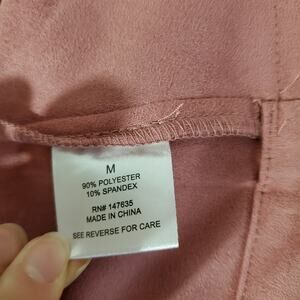 M
90% POLYESTER
10% SPANDEX
RN# 147635
MADE IN CHINA
SEE REVERSE FOR CARE